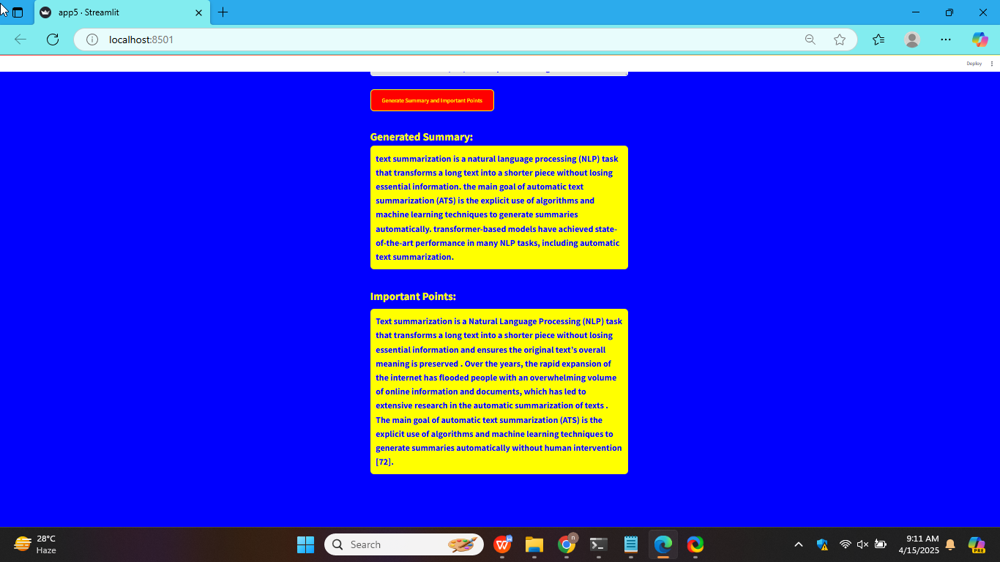 app5 · Streamlit
localhost:8501
Deploy
Generate Summary and Important Points
Generated Summary:
text summarization is a natural language processing (NLP) task
that transforms a long text into a shorter piece without losing
essential information. the main goal of automatic text
summarization (ATS) is the explicit use of algorithms and
machine learning techniques to generate summaries
automatically. transformer-based models have achieved state-
of-the-art performance in many NLP tasks, including automatic
text summarization.
Important Points:
Text summarization is a Natural Language Processing (NLP) task
that transforms a long text into a shorter piece without losing
essential information and ensures the original text’s overall
meaning is preserved . Over the years, the rapid expansion of
the internet has flooded people with an overwhelming volume
of online information and documents, which has led to
extensive research in the automatic summarization of texts .
The main goal of automatic text summarization (ATS) is the
explicit use of algorithms and machine learning techniques to
generate summaries automatically without human intervention
[72].
28°C
Haze
Search
n
PRE
9:11 AM
4/15/2025